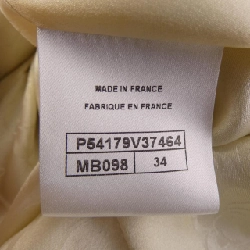 MADE IN FRANCE
FABRIQUE EN FRANCE
P54179V37464
MB098 34